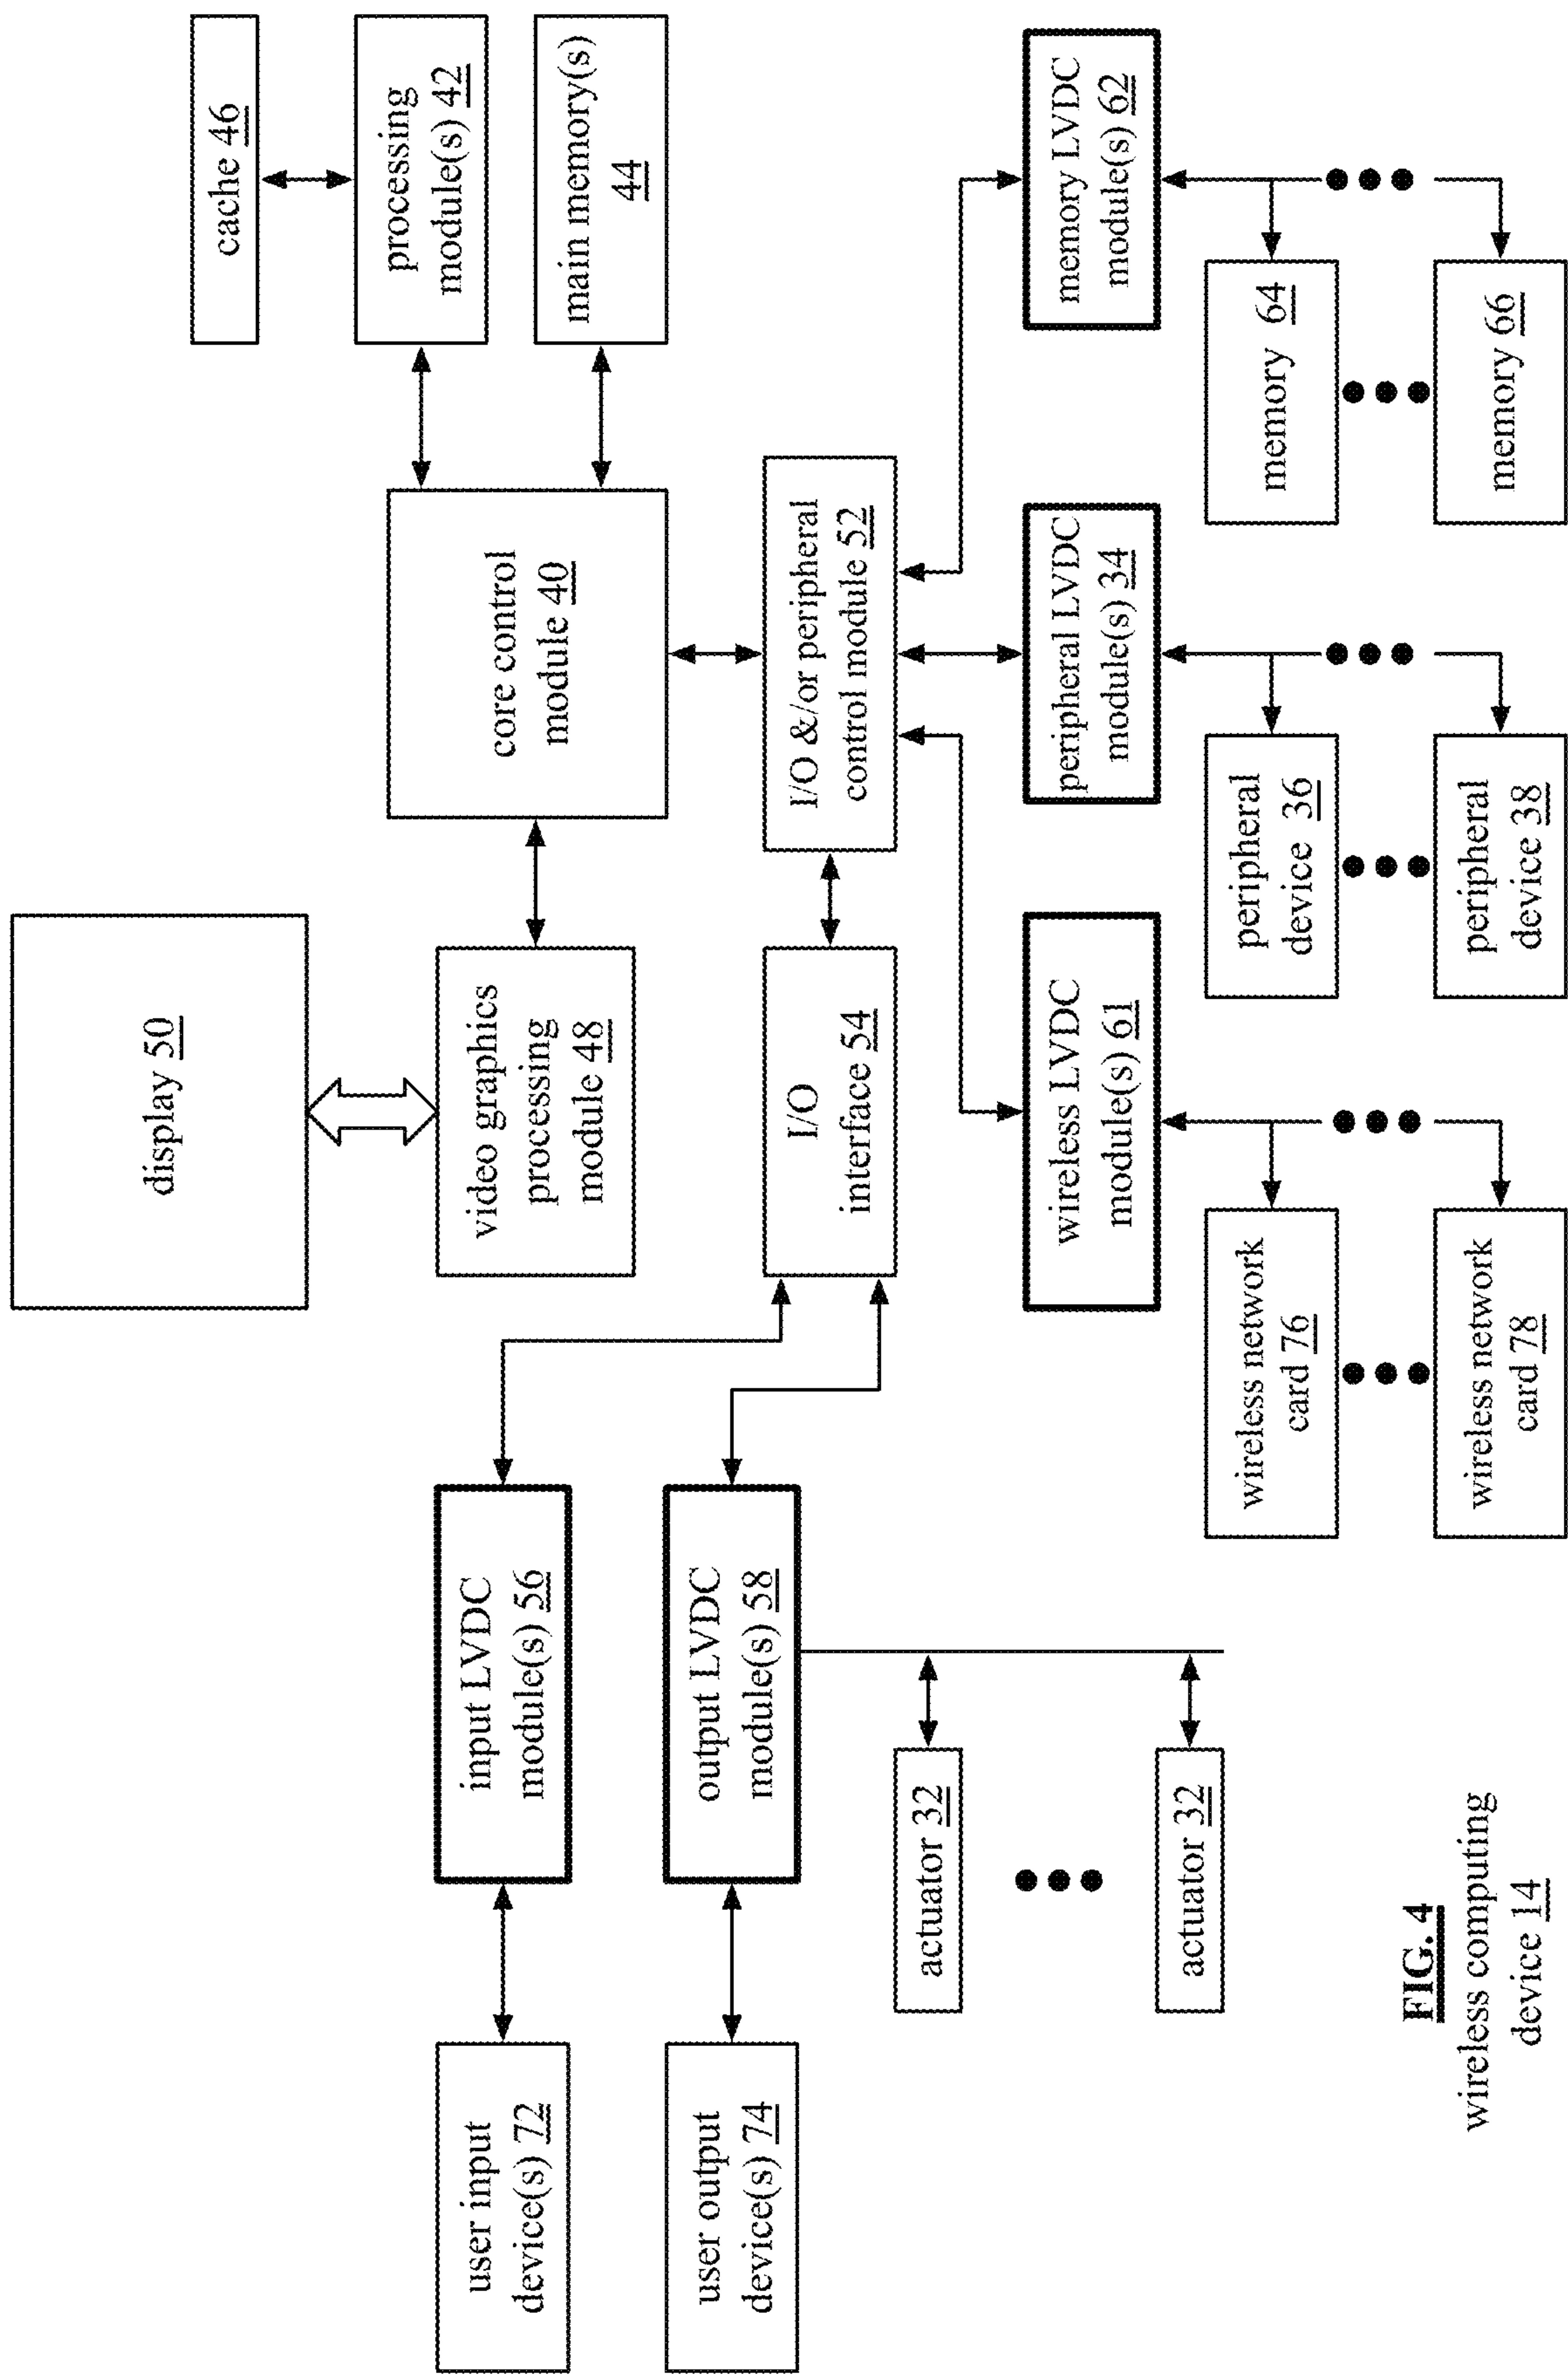 display 50
cache 46
processing
module(s) 42
main memory(s)
44
core control
module 40
video graphics
processing
module 48
user input
device(s) 72
input LVDC
module(s) 56
user output
device(s) 74
output LVDC
module(s) 58
I/O
interface 54
I/O &/or peripheral
control module 52
actuator 32
actuator 32
wireless LVDC
module(s) 61
peripheral LVDC
module(s) 34
memory LVDC
module(s) 62
wireless network
card 76
peripheral
device 36
memory 64
wireless network
card 78
peripheral
device 38
memory 66
FIG. 4
wireless computing
device 14